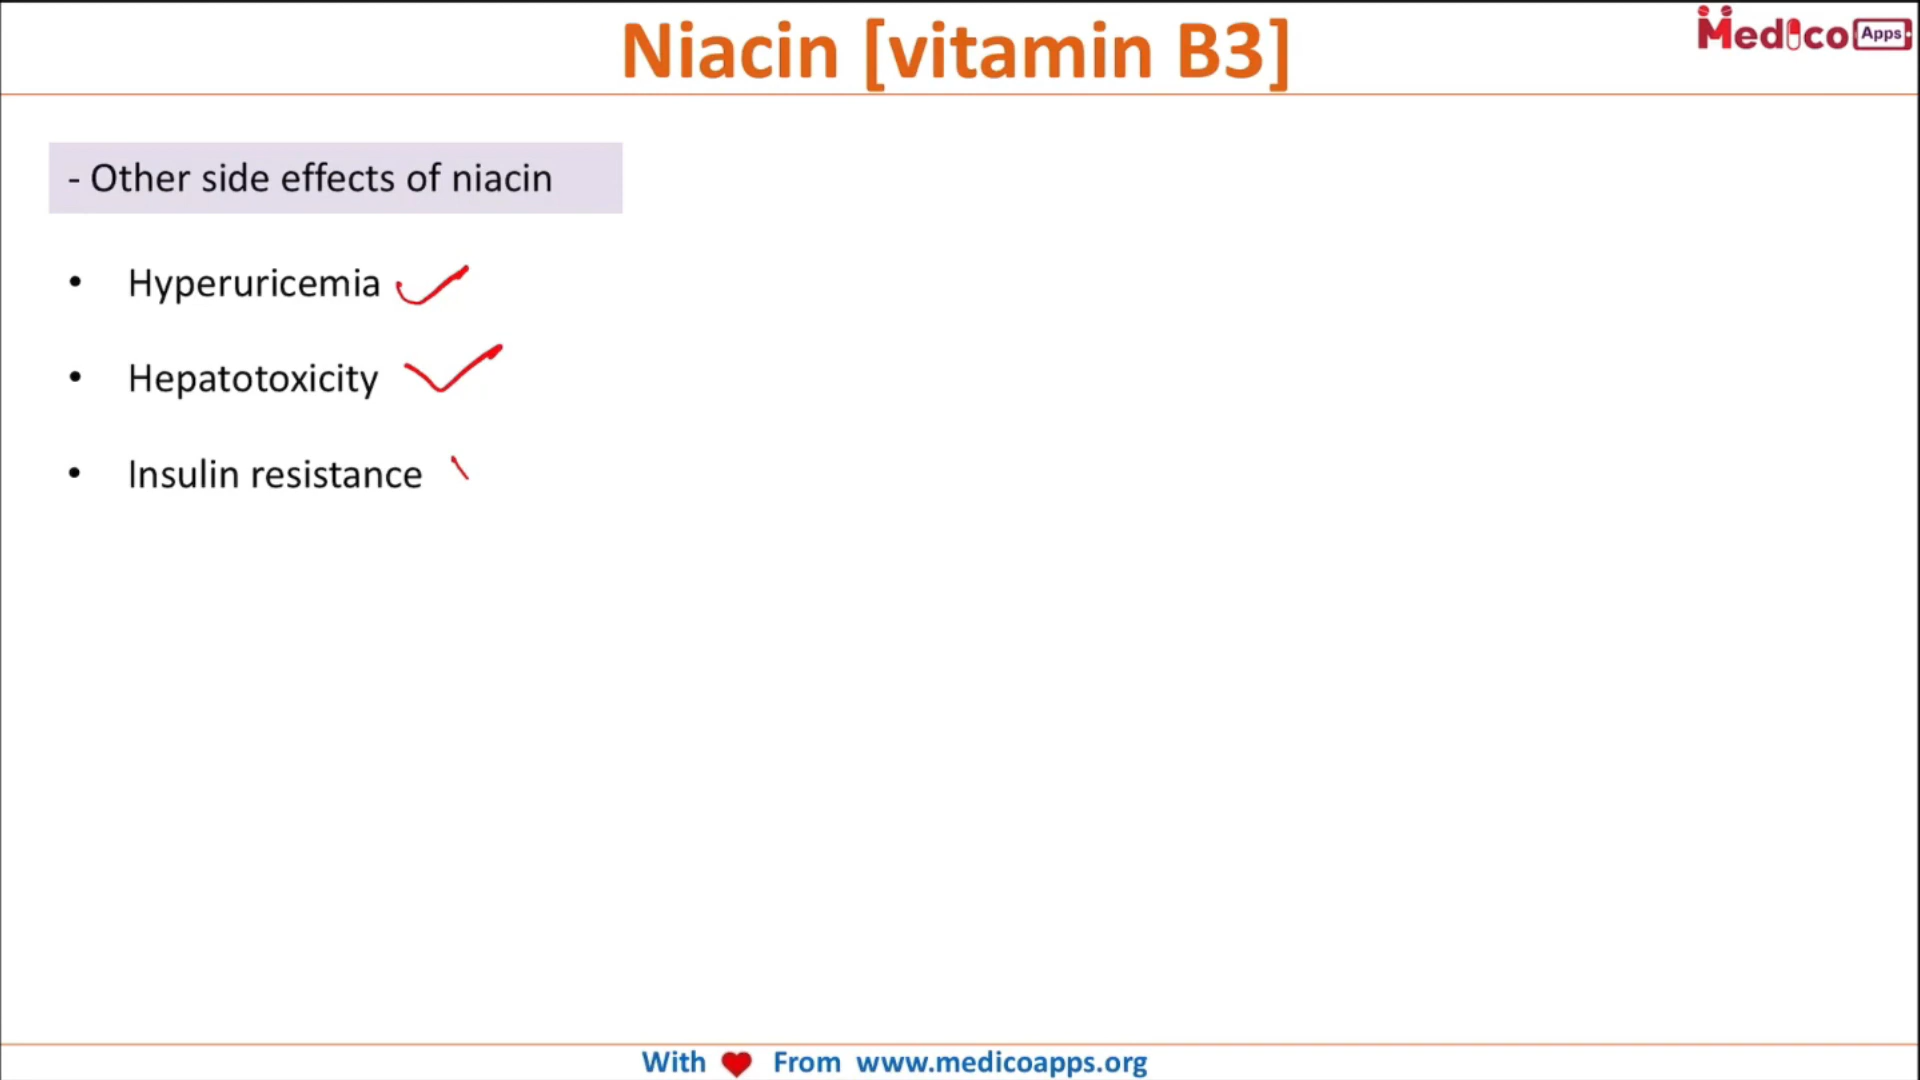 Niacin [vitamin B3]
Medico Apps
- Other side effects of niacin
• Hyperuricemia
• Hepatotoxicity
• Insulin resistance
With ❤ From www.medicoapps.org